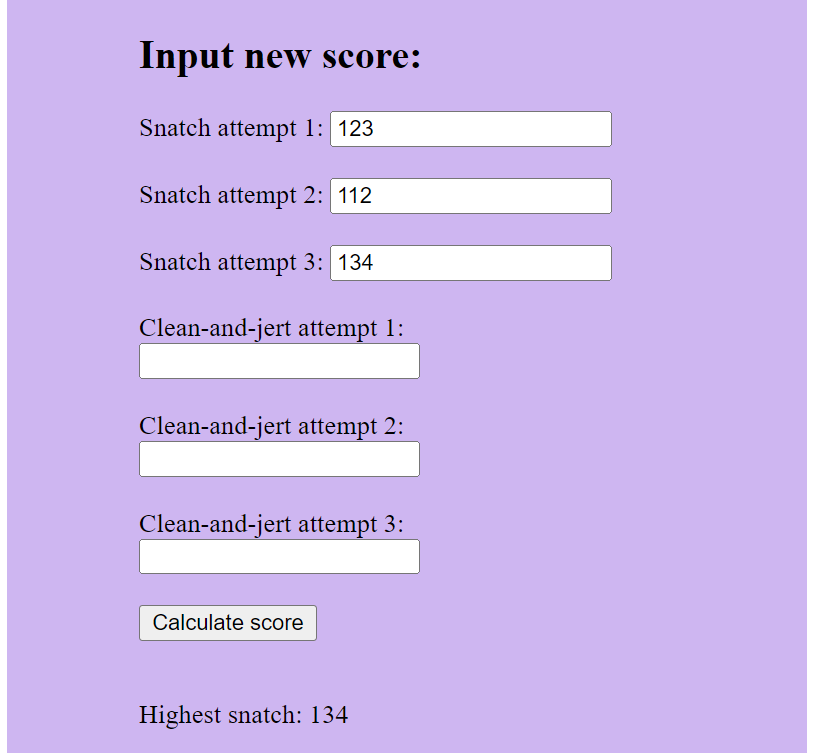 Input new score:
Snatch attempt 1: 123
Snatch attempt 2: 112
Snatch attempt 3: 134
Clean-and-jert attempt 1:
Clean-and-jert attempt 2:
Clean-and-jert attempt 3:
Calculate score
Highest snatch: 134